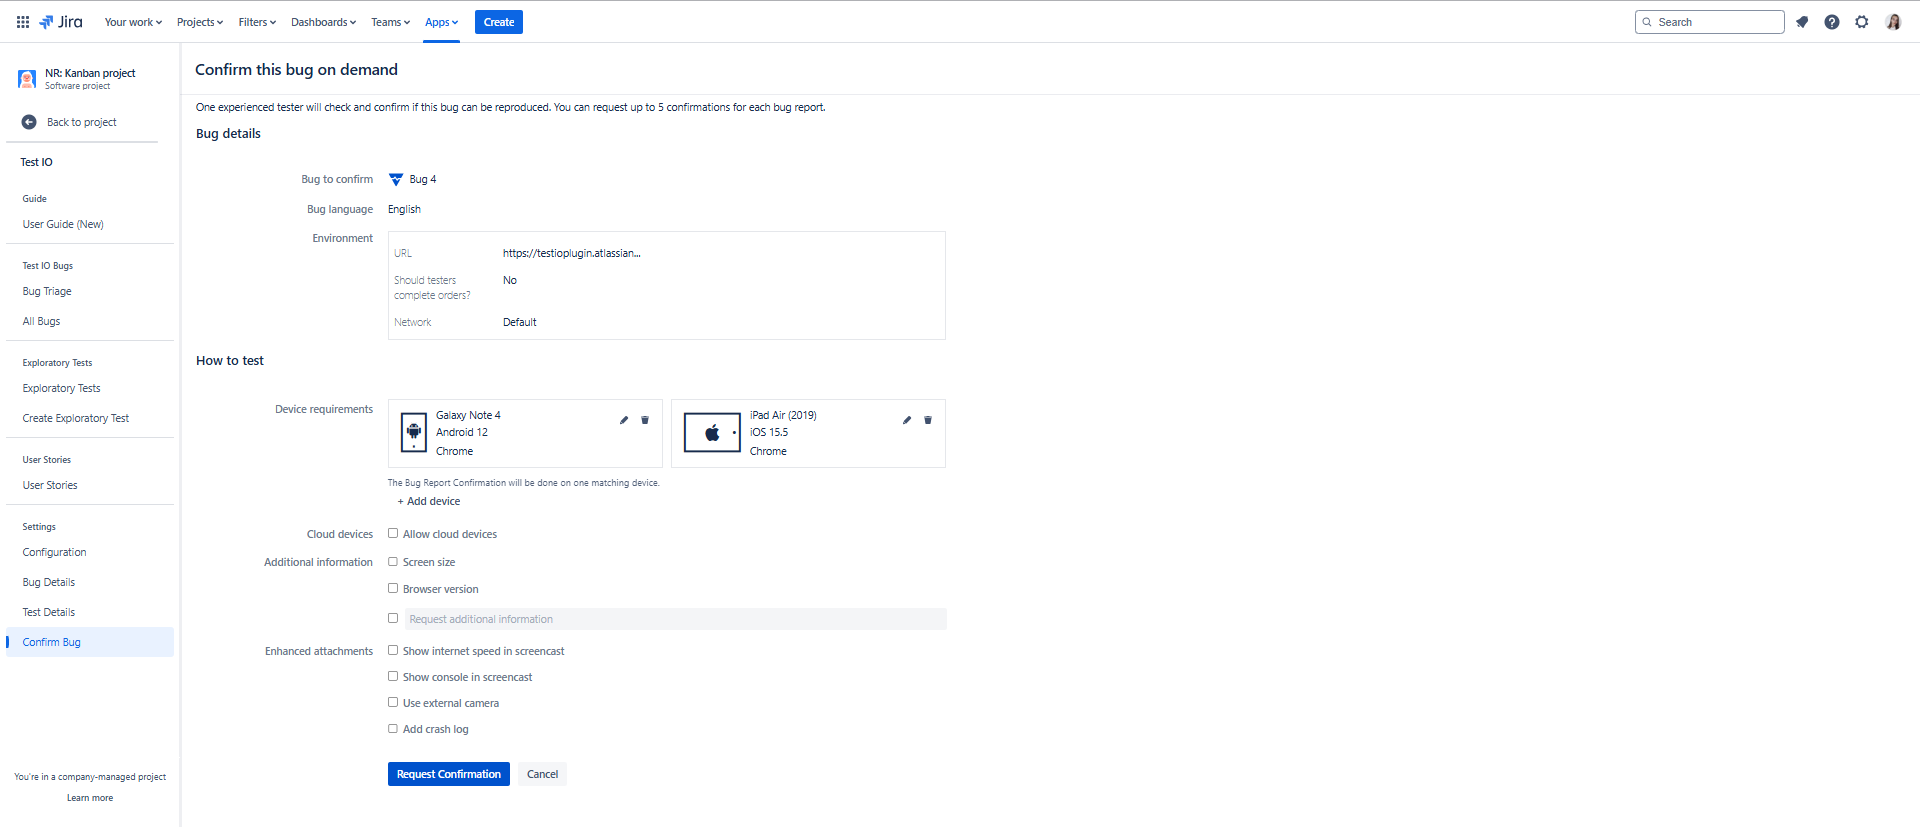 Jira
Your work
Projects
Filters
Dashboards
Teams
Apps
Create
Search
NR: Kanban project
Software project
Back to project
Test IO
Guide
User Guide (New)
Test IO Bugs
Bug Triage
All Bugs
Exploratory Tests
Exploratory Tests
Create Exploratory Test
User Stories
User Stories
Settings
Configuration
Bug Details
Test Details
Confirm Bug
You're in a company-managed project
Learn more
Confirm this bug on demand
One experienced tester will check and confirm if this bug can be reproduced. You can request up to 5 confirmations for each bug report.
Bug details
Bug to confirm
Bug 4
Bug language
English
Environment
URL
https://testioplugin.atlassian...
Should testers
complete orders?
No
Network
Default
How to test
Device requirements
Galaxy Note 4
Android 12
Chrome
iPad Air (2019)
iOS 15.5
Chrome
The Bug Report Confirmation will be done on one matching device.
+ Add device
Cloud devices
Allow cloud devices
Additional information
Screen size
Browser version
Request additional information
Enhanced attachments
Show internet speed in screencast
Show console in screencast
Use external camera
Add crash log
Request Confirmation
Cancel